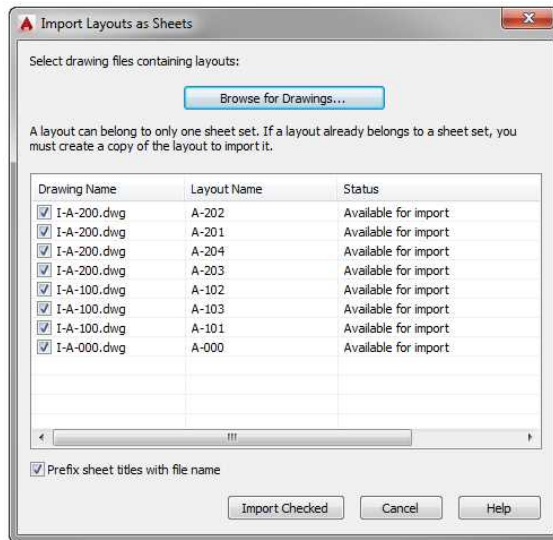 Import Layouts as Sheets
Select drawing files containing layouts:
Browse for Drawings...
A layout can belong to only one sheet set. If a layout already belongs to a sheet set, you
must create a copy of the layout to import it.
Drawing Name Layout Name Status
I-A-200.dwg A-202 Available for import
I-A-200.dwg A-201 Available for import
I-A-200.dwg A-204 Available for import
I-A-200.dwg A-203 Available for import
I-A-100.dwg A-102 Available for import
I-A-100.dwg A-103 Available for import
I-A-100.dwg A-101 Available for import
I-A-000.dwg A-000 Available for import
Prefix sheet titles with file name
Import Checked Cancel Help